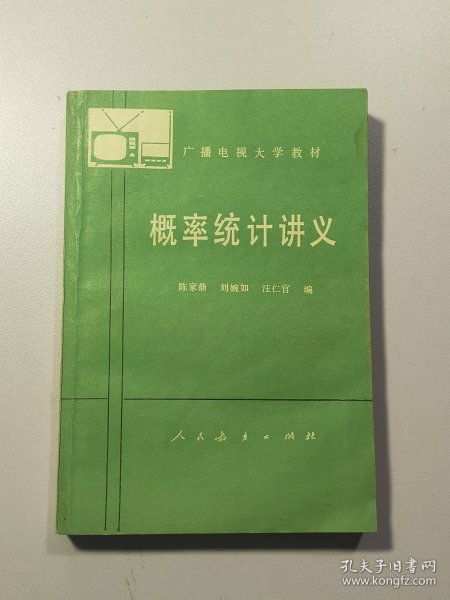 广播电视大学教材
概率统计讲义
陈家鼎 刘婉如 汪仁官 编
人民教育出版社
孔夫子旧书网
www.kongfz.com